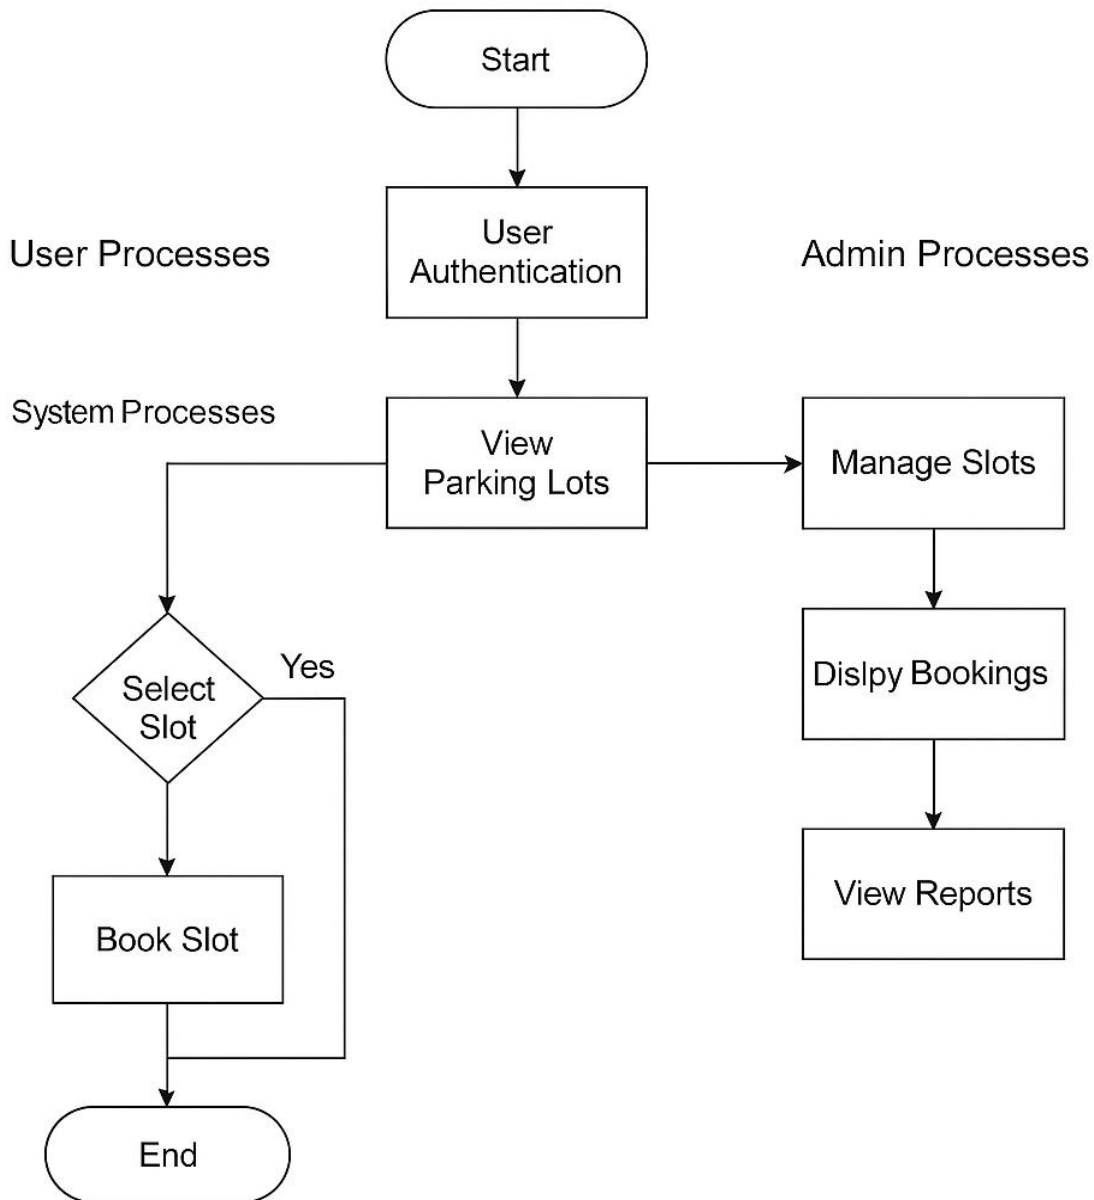 Start
User
Authentication
User Processes
Admin Processes
System Processes
View
Parking Lots
Manage Slots
Select
Slot
Yes
Dislpy Bookings
Book Slot
View Reports
End